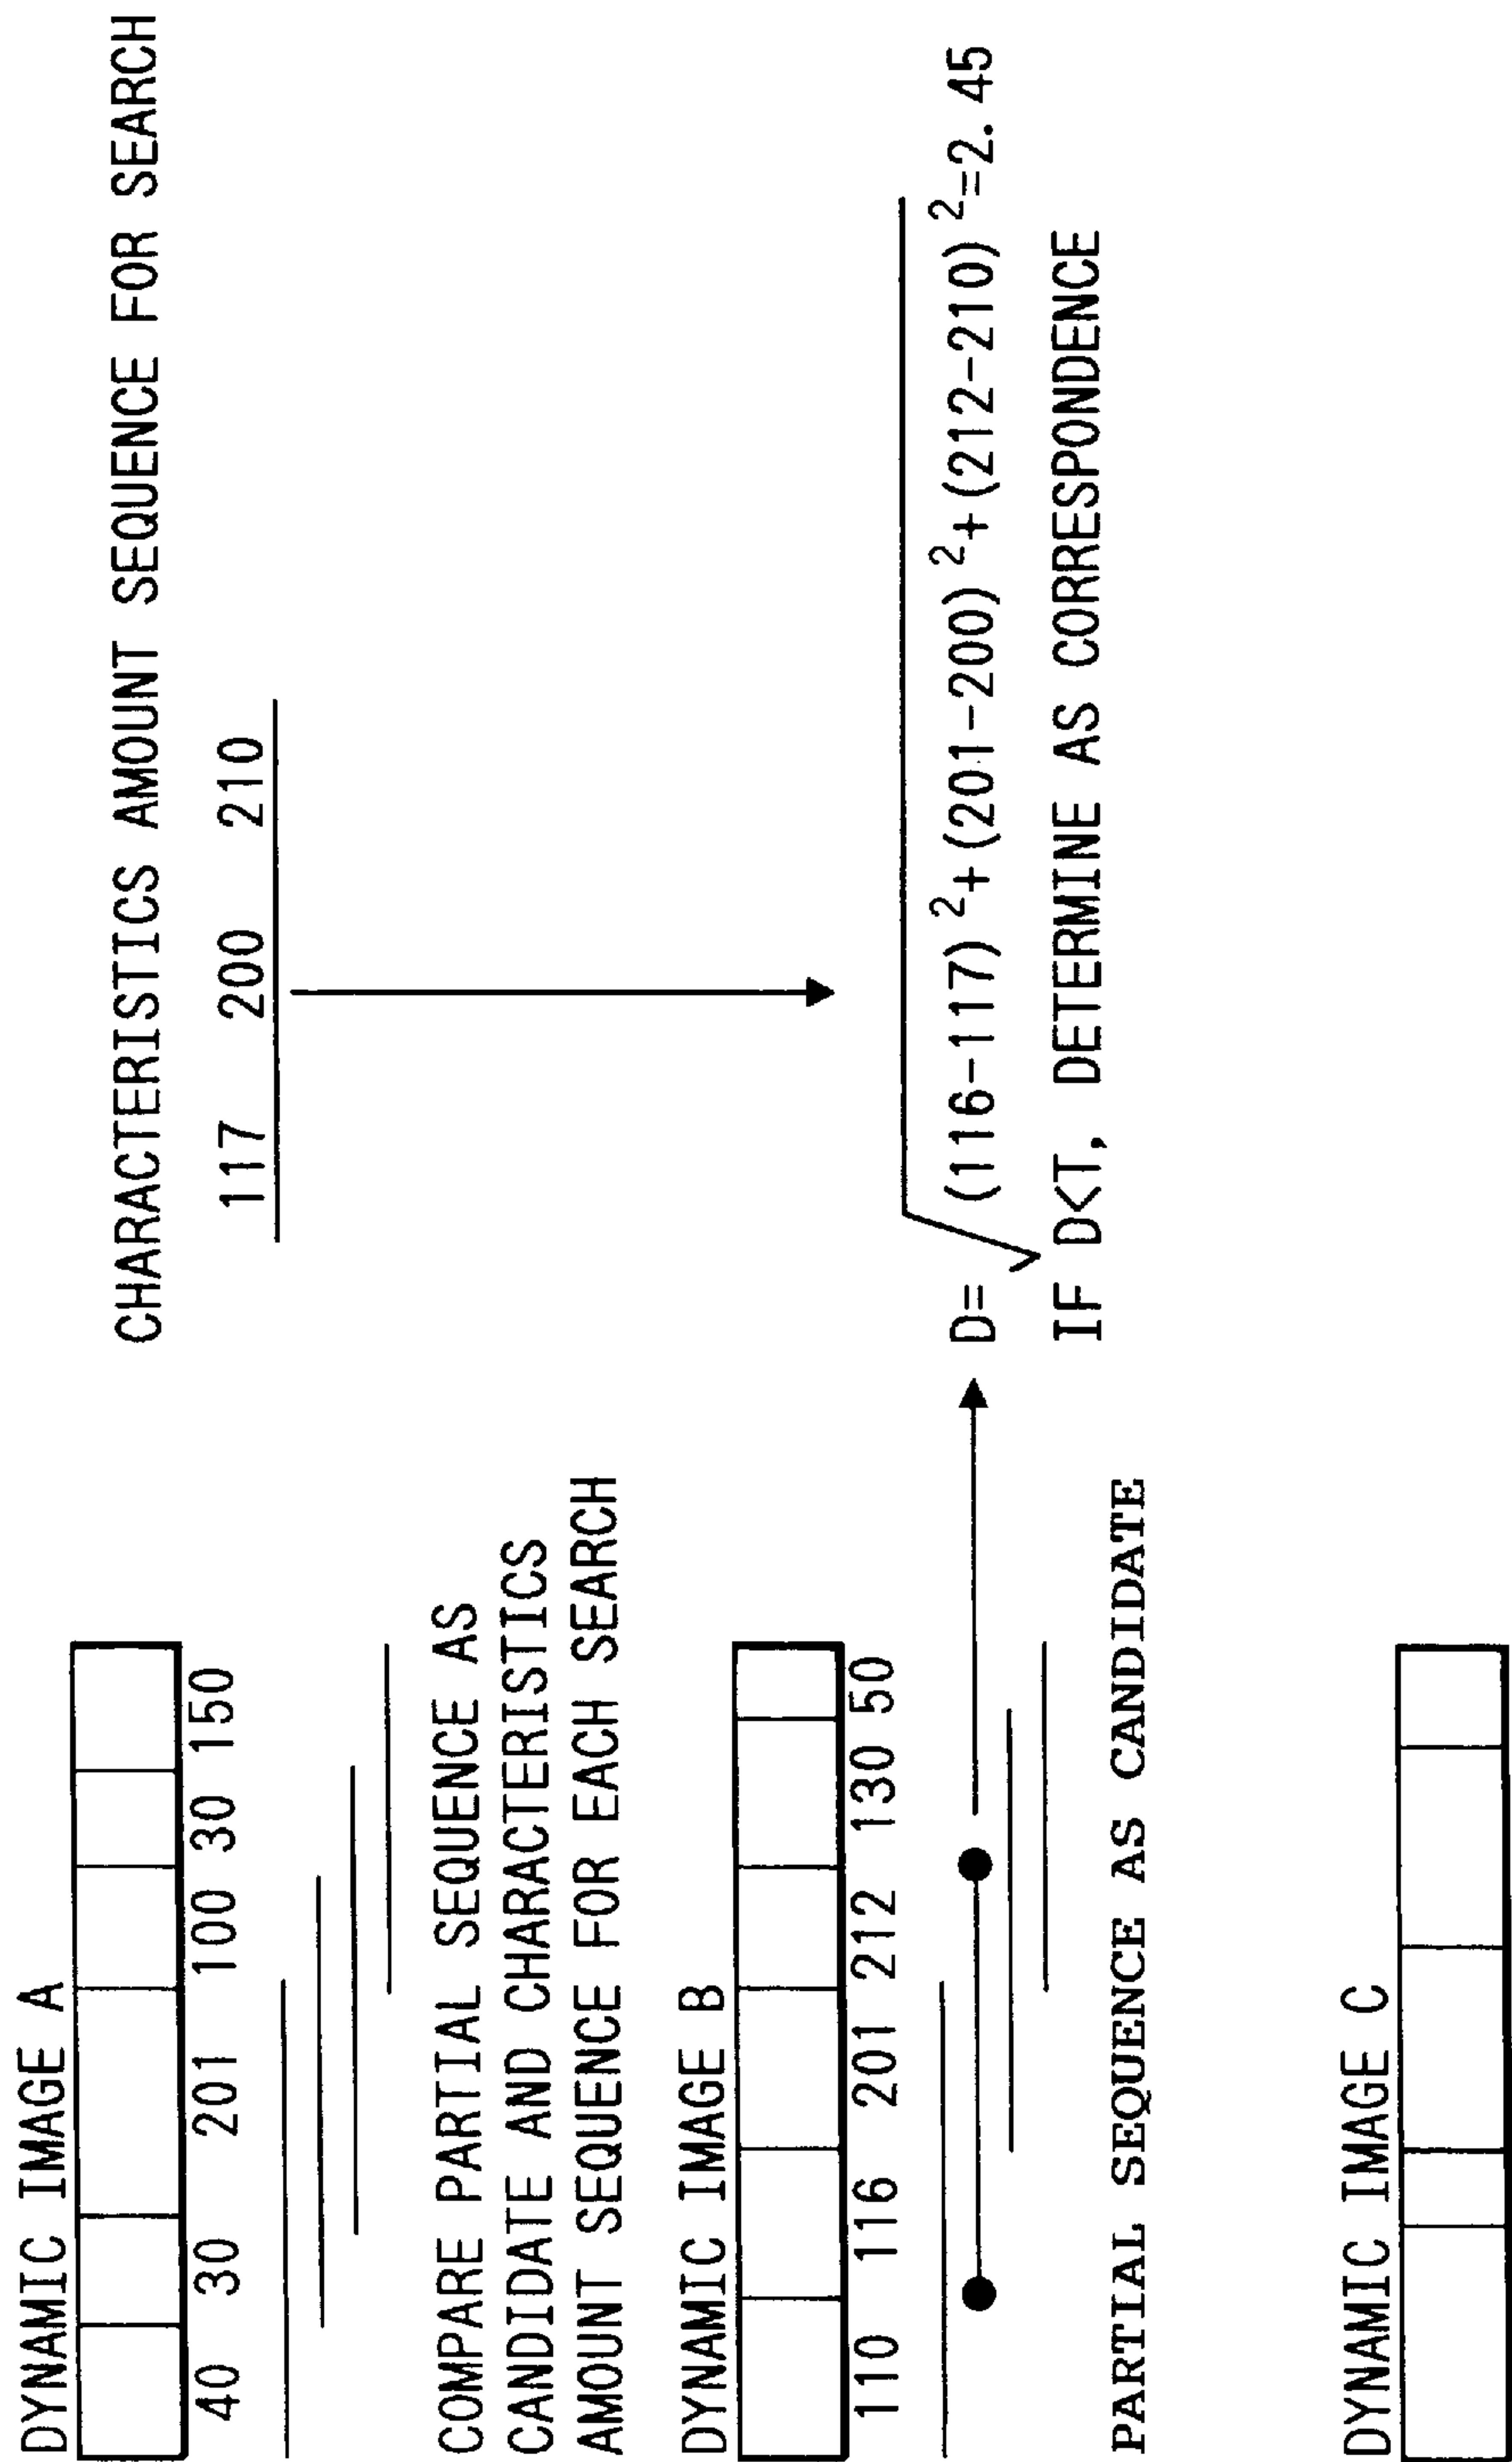 DYNAMIC IMAGE A
40 30 201 100 30 150
COMPARE PARTIAL SEQUENCE AS
CANDIDATE AND CHARACTERISTICS
AMOUNT SEQUENCE FOR EACH SEARCH
DYNAMIC IMAGE B
110 116 201 212 130 50
PARTIAL SEQUENCE AS CANDIDATE
DYNAMIC IMAGE C
CHARACTERISTICS AMOUNT SEQUENCE FOR SEARCH
117 200 210
D=√(116-117)²+(201-200)²+(212-210)²=2.45
IF D<T, DETERMINE AS CORRESPONDENCE